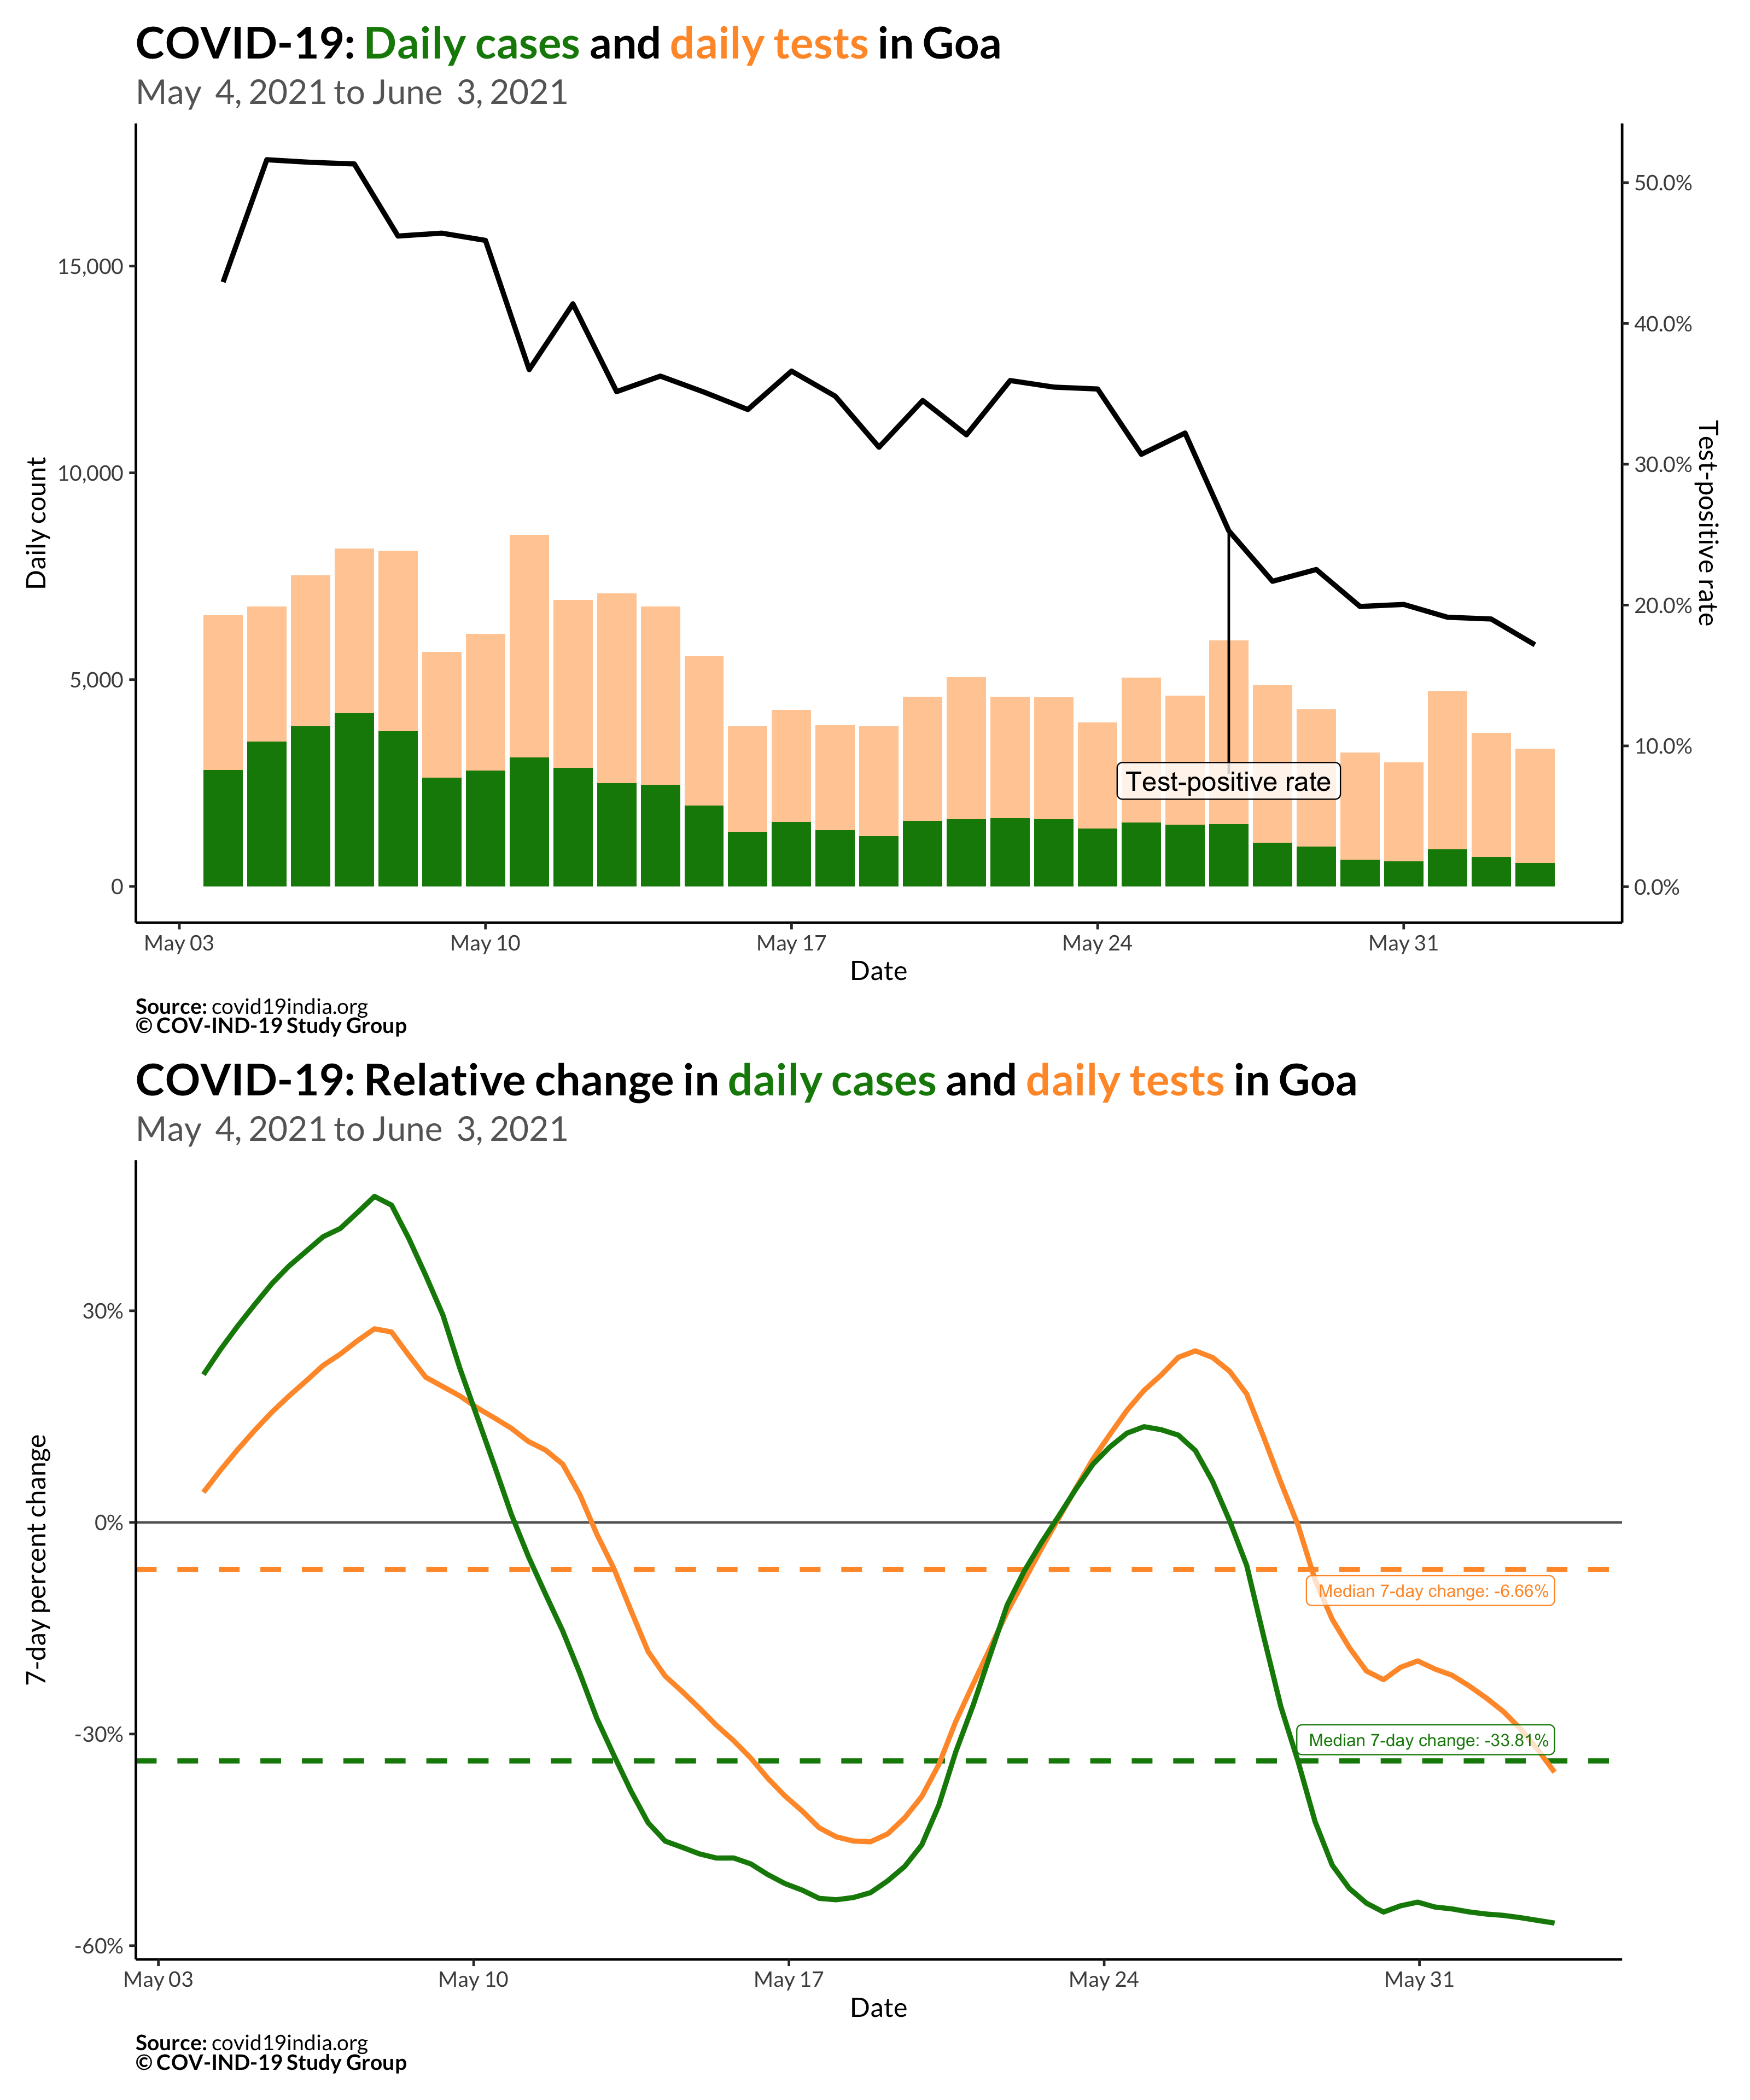 COVID-19: Daily cases and daily tests in Goa
May 4, 2021 to June 3, 2021
50.0%
15,000
40.0%
10,000
30.0%
Daily count
Test-positive rate
20.0%
5,000
10.0%
Test-positive rate
0
0.0%
May 03 May 10 May 17 May 24 May 31
Date
Source: covid19india.org
© COV-IND-19 Study Group
COVID-19: Relative change in daily cases and daily tests in Goa
May 4, 2021 to June 3, 2021
30%
0%
7-day percent change
Median 7-day change: -6.66%
-30%
Median 7-day change: -33.81%
-60%
May 03 May 10 May 17 May 24 May 31
Date
Source: covid19india.org
© COV-IND-19 Study Group